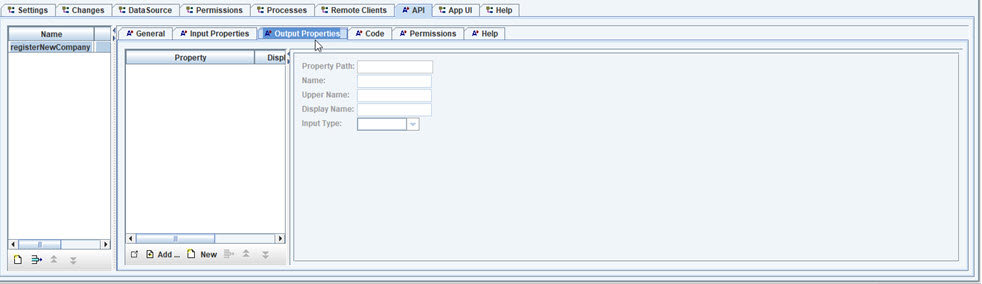 Settings Changes DataSource Permissions Processes Remote Clients API App UI Help
Name
registerNewCompany
General Input Properties Output Properties Code Permissions Help
Property Displ
Property Path:
Name:
Upper Name:
Display Name:
Input Type:
Add ... New